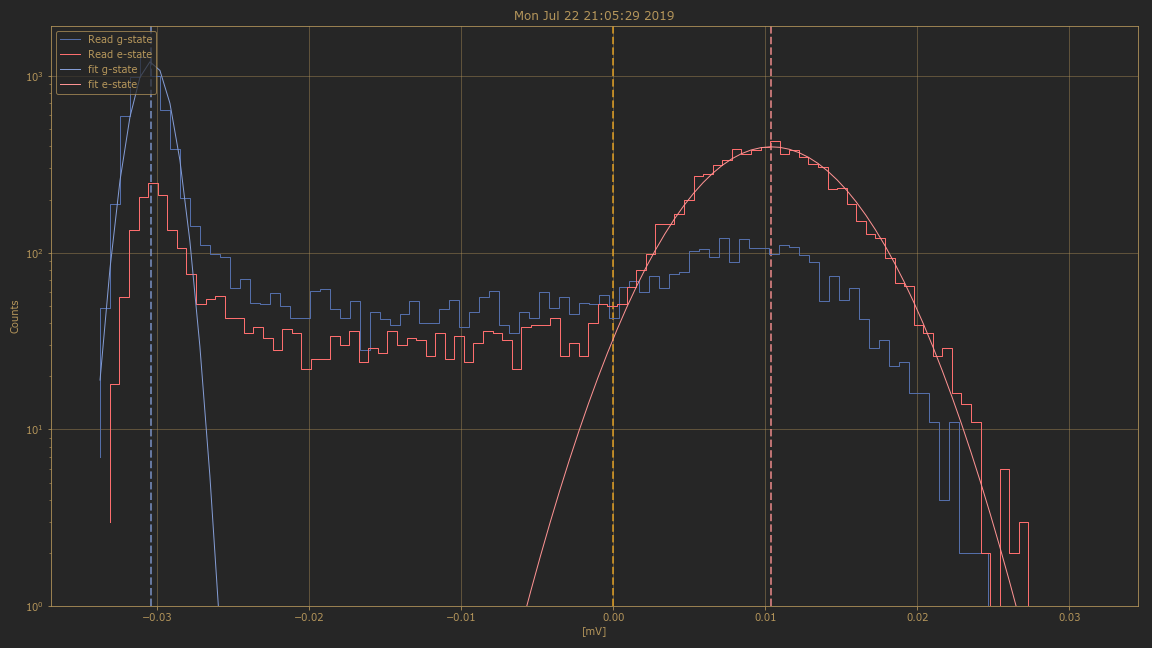 Mon Jul 22 21:05:29 2019
Read g-state
Read e-state
fit g-state
fit e-state
Counts
10³
10²
10¹
10⁰
−0.03 −0.02 −0.01 0.00 0.01 0.02 0.03
[mV]